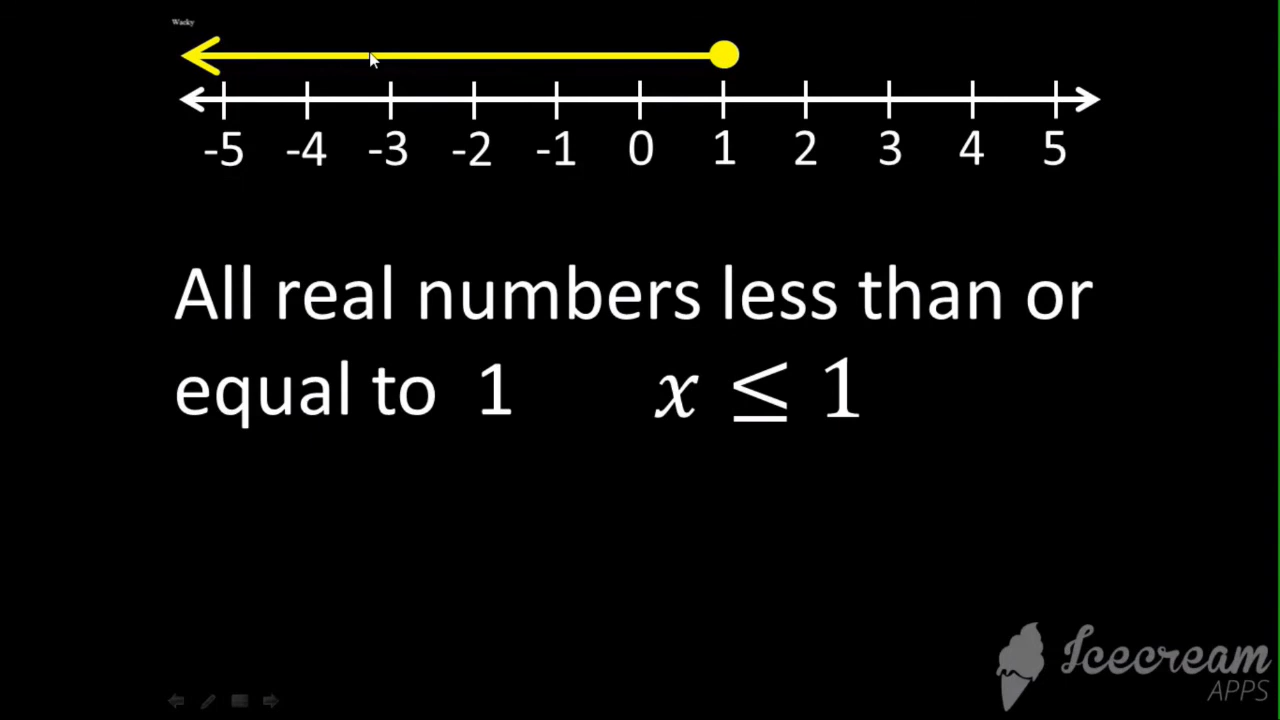 Wacky
-5 -4 -3 -2 -1 0 1 2 3 4 5
All real numbers less than or
equal to 1 x ≤ 1
Icecream
APPS